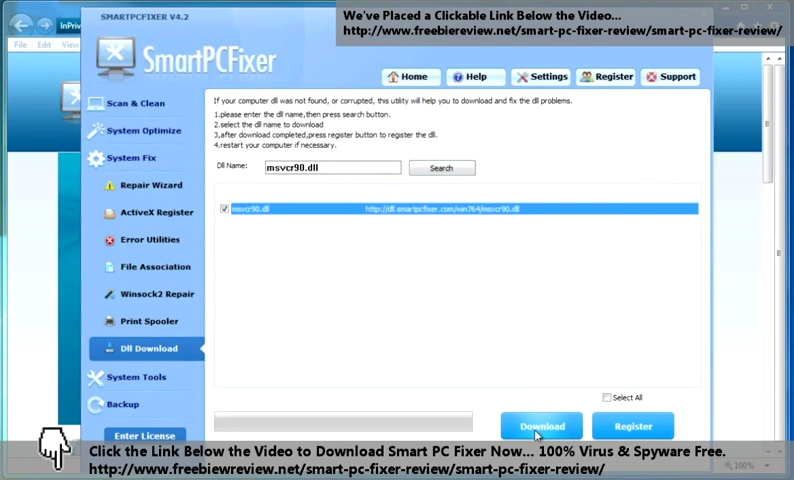 SMARTPCFIXER V4.2
We've Placed a Clickable Link Below the Video...
http://www.freebiereview.net/smart-pc-fixer-review/smart-pc-fixer-review/
InPriv
File Edit View
SmartPCFixer
Home Help Settings Register Support
Scan & Clean
System Optimize
System Fix
Repair Wizard
ActiveX Register
Error Utilities
File Association
Winsock2 Repair
Print Spooler
Dll Download
System Tools
Backup
Enter License
If your computer dll was not found, or corrupted, this utility will help you to download and fix the dll problems.
1.please enter the dll name,then press search button.
2.select the dll name to download
3,after download completed,press register button to register the dll.
4.restart your computer if necessary.
Dll Name: msvcr90.dll Search
msvcr90.dll http://dll.smartpcfixer.com/win764/msvcr90.dll
Select All
Download Register
Click the Link Below the Video to Download Smart PC Fixer Now... 100% Virus & Spyware Free.
http://www.freebiewreview.net/smart-pc-fixer-review/smart-pc-fixer-review/
100%